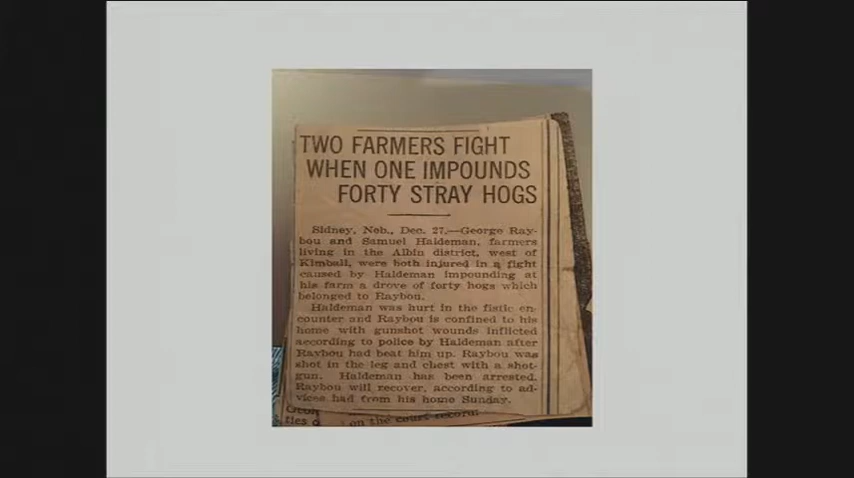 TWO FARMERS FIGHT
WHEN ONE IMPOUNDS
FORTY STRAY HOGS
Sidney, Neb., Dec. 27.—George Ray-
bou and Samuel Haldeman, farmers
living in the Albin district, west of
Kimball, were both injured in a fight
caused by Haldeman impounding at
his farm a drove of forty hogs which
belonged to Raybou.
Haldeman was hurt in the fistic en-
counter and Raybou is confined to his
home with gunshot wounds inflicted
according to police by Haldeman after
Raybou had beat him up. Raybou was
shot in the leg and chest with a shot-
gun. Haldeman has been arrested.
Raybou will recover, according to ad-
vices had from his home Sunday.
on the court record.